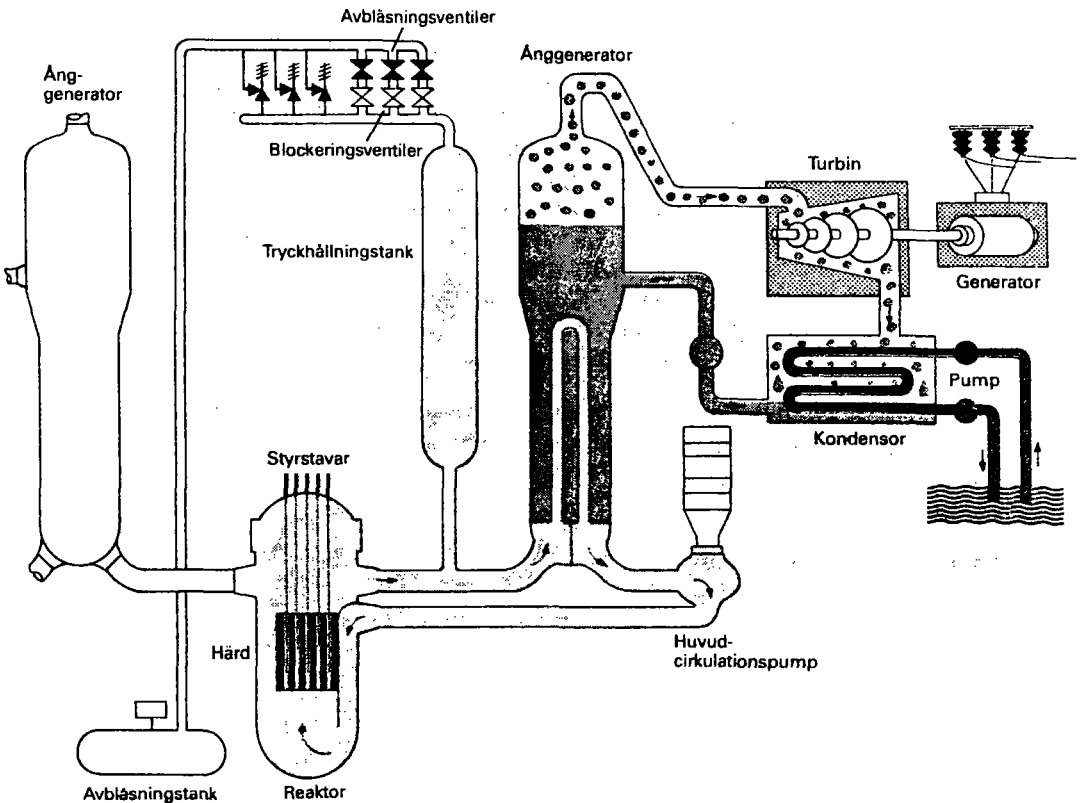 Avblåsningsventiler
Ång-
generator
Ånggenerator
Blockeringsventiler
Turbin
Tryckhållningstank
Generator
Pump
Kondensor
Styrstavar
Härd
Huvud-
cirkulationspump
Avblåsningstank
Reaktor